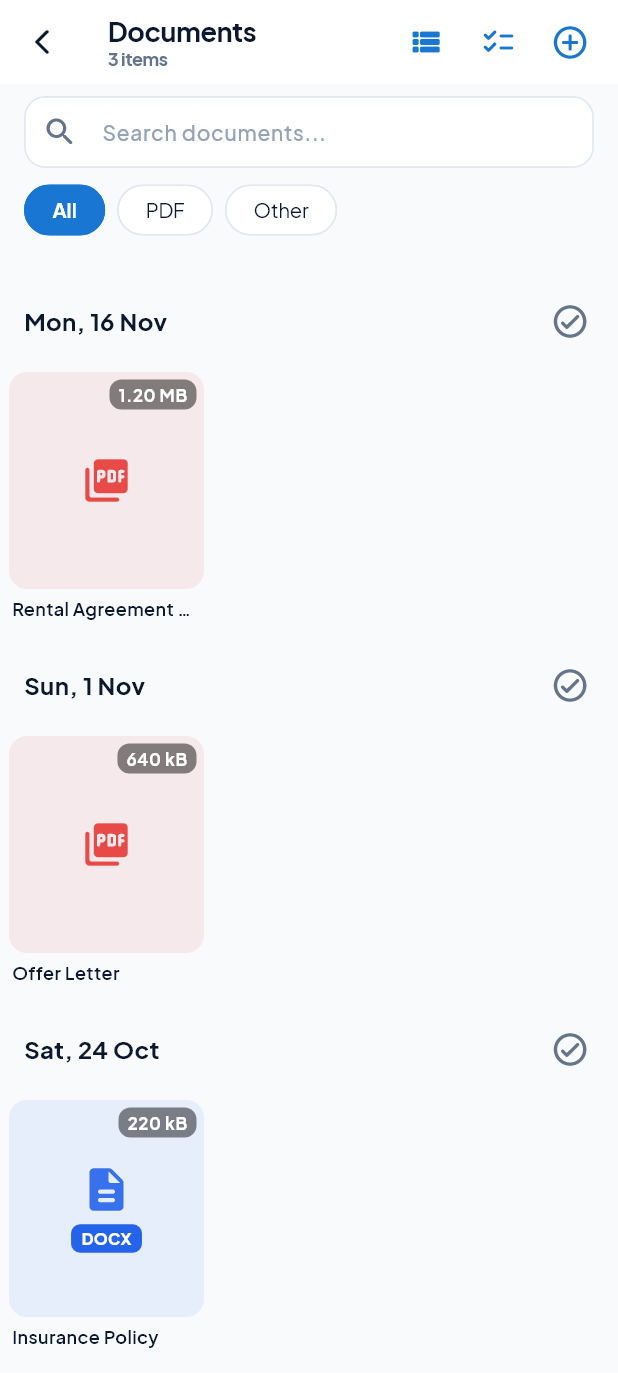 Documents
3 items
Search documents...
All
PDF
Other
Mon, 16 Nov
1.20 MB
PDF
Rental Agreement ...
Sun, 1 Nov
640 kB
PDF
Offer Letter
Sat, 24 Oct
220 kB
DOCX
Insurance Policy